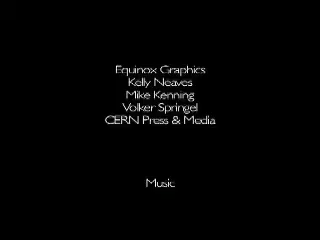 Equinox Graphics
Kelly Neaves
Mike Kenning
Volker Springel
CERN Press & Media
Music